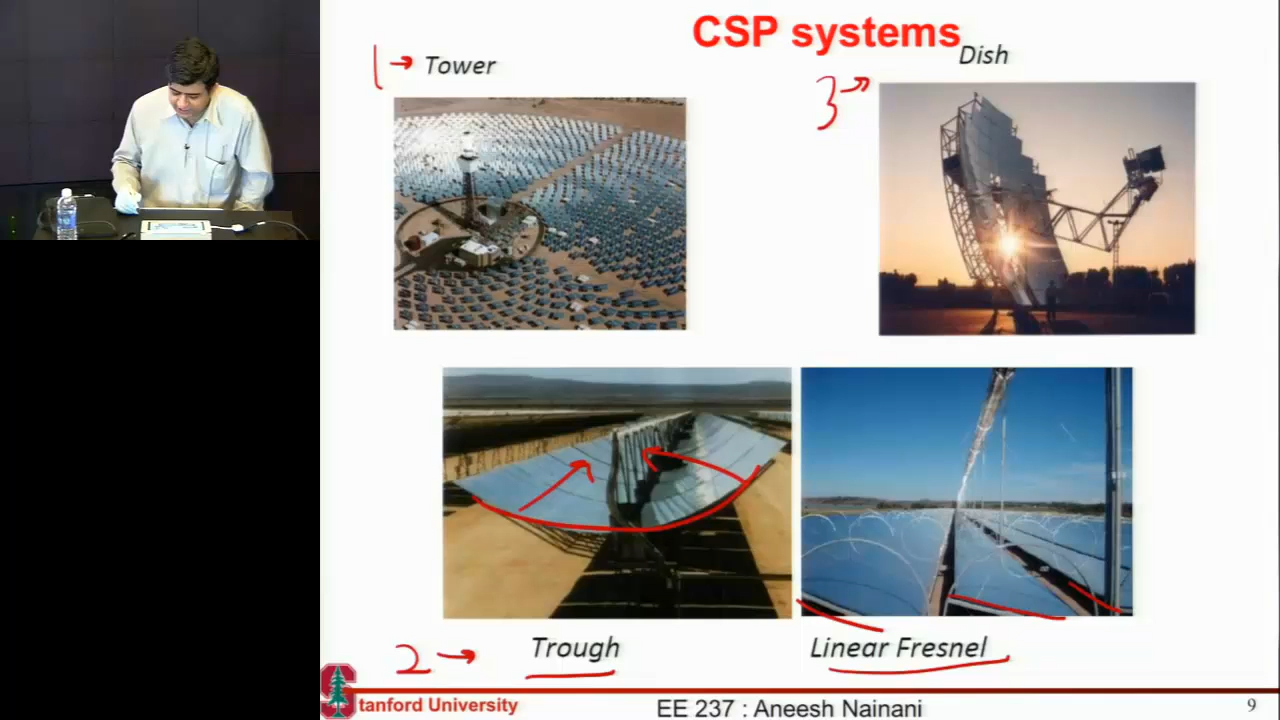 CSP systems
1 → Tower
Dish
3 →
2 → Trough
Linear Fresnel
Stanford University
EE 237 : Aneesh Nainani
9